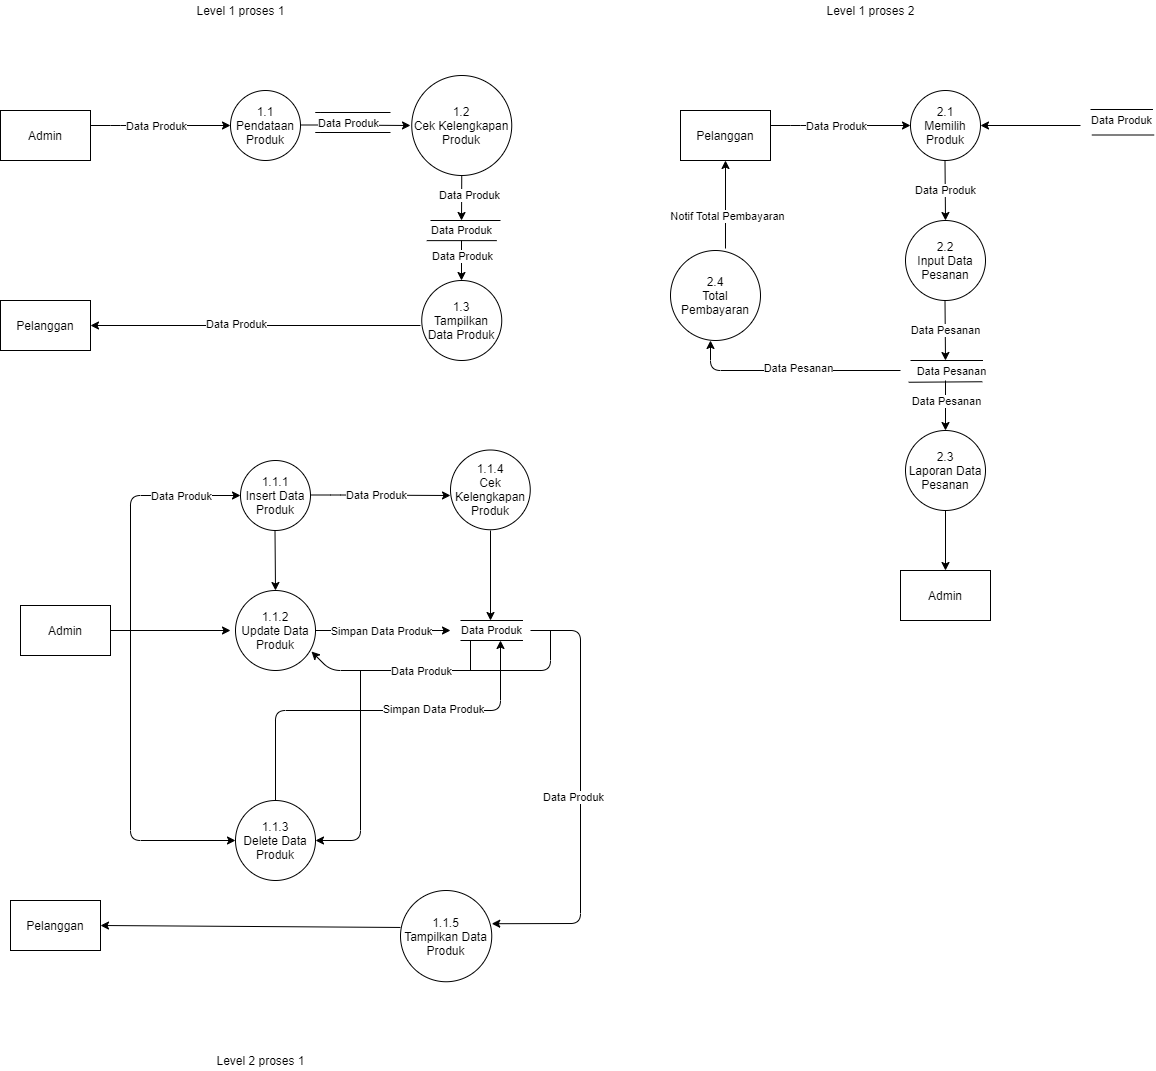 Level 1 proses 1
Admin
Data Produk
1.1
Pendataan
Produk
Data Produk
1.2
Cek Kelengkapan
Produk
Data Produk
Data Produk
Data Produk
1.3
Tampilkan
Data Produk
Data Produk
Pelanggan
Level 1 proses 2
Pelanggan
Data Produk
2.1
Memilih
Produk
Data Produk
Data Produk
2.2
Input Data
Pesanan
Data Pesanan
Data Pesanan
Data Pesanan
Data Pesanan
2.4
Total
Pembayaran
Notif Total Pembayaran
2.3
Laporan Data
Pesanan
Admin
Data Produk
1.1.1
Insert Data
Produk
Data Produk
1.1.4
Cek
Kelengkapan
Produk
Admin
1.1.2
Update Data
Produk
Simpan Data Produk
Data Produk
Data Produk
Simpan Data Produk
Data Produk
1.1.3
Delete Data
Produk
Pelanggan
1.1.5
Tampilkan Data
Produk
Level 2 proses 1